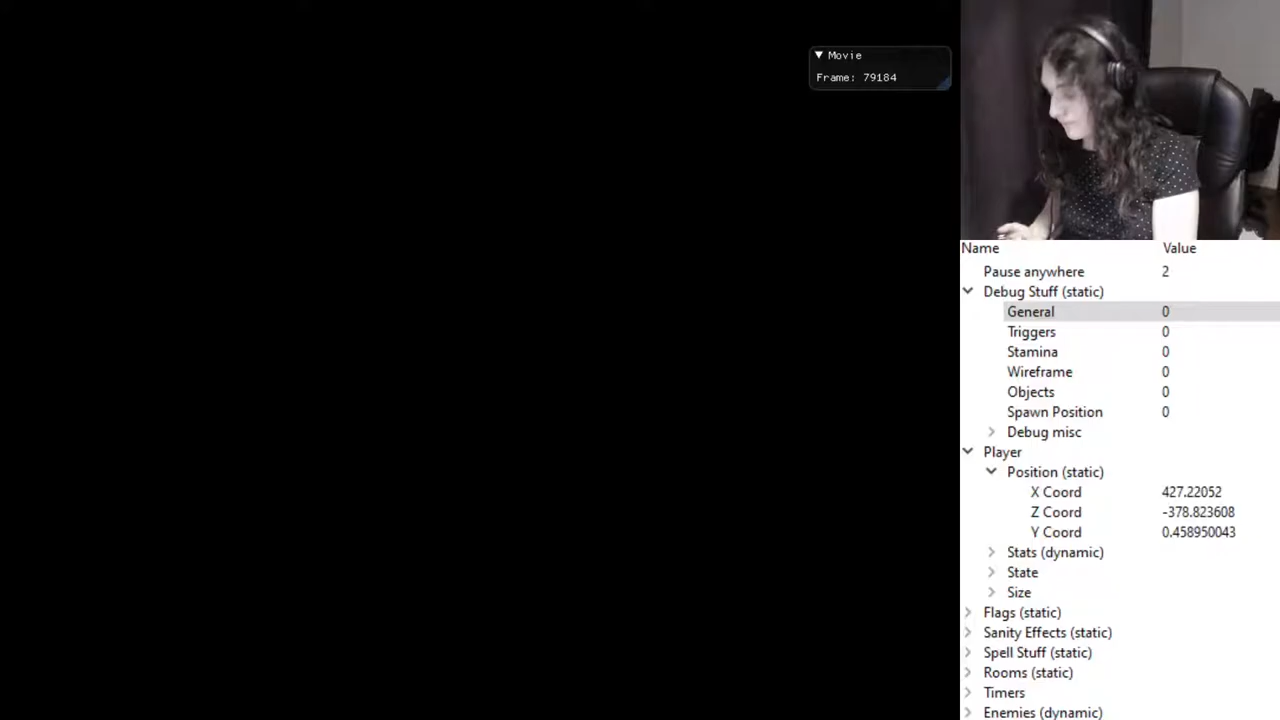 Movie
Frame: 79184
Name Value
Pause anywhere 2
Debug Stuff (static)
General 0
Triggers 0
Stamina 0
Wireframe 0
Objects 0
Spawn Position 0
Debug misc
Player
Position (static)
X Coord 427.22052
Z Coord -378.823608
Y Coord 0.458950043
Stats (dynamic)
State
Size
Flags (static)
Sanity Effects (static)
Spell Stuff (static)
Rooms (static)
Timers
Enemies (dynamic)